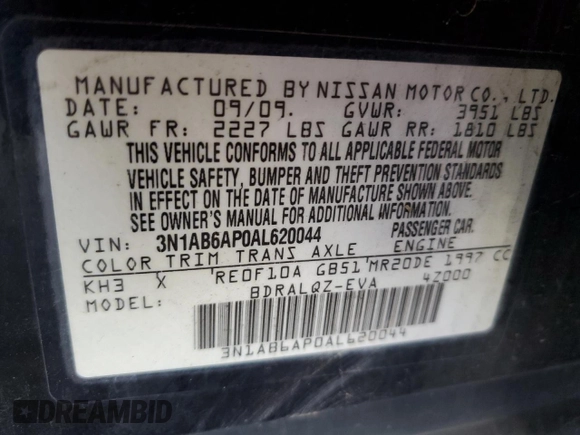 MANUFACTURED BY NISSAN MOTOR CO., LTD.
DATE: 09/09. GVWR: 3951 LBS
GAWR FR: 2227 LBS GAWR RR: 1810 LBS
THIS VEHICLE CONFORMS TO ALL APPLICABLE FEDERAL MOTOR
VEHICLE SAFETY, BUMPER AND THEFT PREVENTION STANDARDS
IN EFFECT ON THE DATE OF MANUFACTURE SHOWN ABOVE.
SEE OWNER'S MANUAL FOR ADDITIONAL INFORMATION.
VIN: 3N1AB6AP0AL620044 PASSENGER CAR.
COLOR TRIM TRANS AXLE ENGINE
KH3 X RE0F10A GB51 MR20DE 1997 CC
MODEL: BDRALQZ-EVA 4Z000
3N1AB6AP0AL620044
DREAMBID